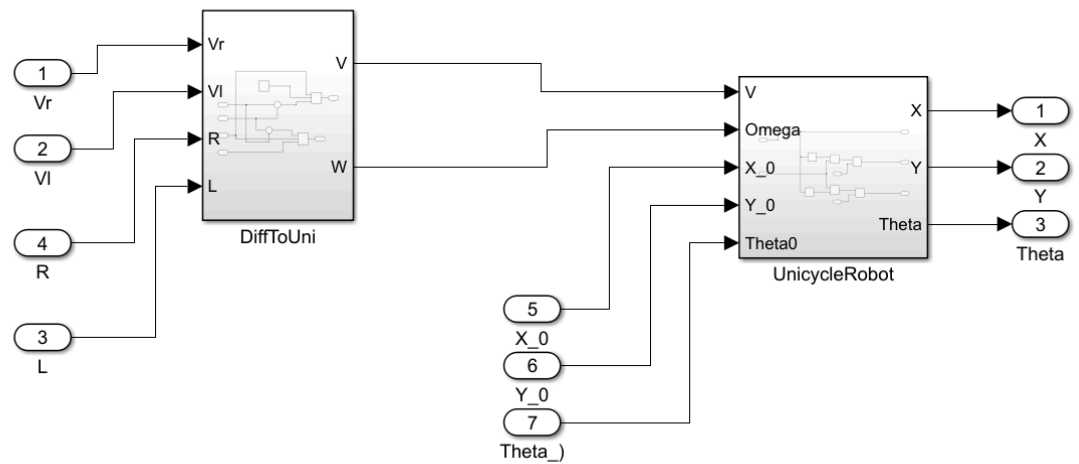 1
Vr
2
Vl
4
R
3
L
Vr
Vl
R
L
V
W
DiffToUni
5
X_0
6
Y_0
7
Theta_)
V
Omega
X_0
Y_0
Theta0
X
Y
Theta
UnicycleRobot
1
X
2
Y
3
Theta